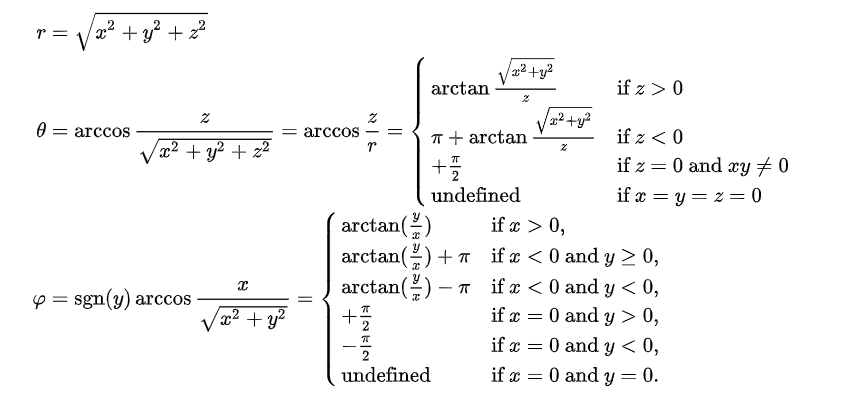 r = √(x² + y² + z²)
θ = arccos z/√(x² + y² + z²) = arccos z/r = { arctan √(x²+y²)/z if z > 0
π + arctan √(x²+y²)/z if z < 0
+π/2 if z = 0 and xy ≠ 0
undefined if x = y = z = 0
φ = sgn(y) arccos x/√(x² + y²) = { arctan(y/x) if x > 0,
arctan(y/x) + π if x < 0 and y ≥ 0,
arctan(y/x) − π if x < 0 and y < 0,
+π/2 if x = 0 and y > 0,
−π/2 if x = 0 and y < 0,
undefined if x = 0 and y = 0.